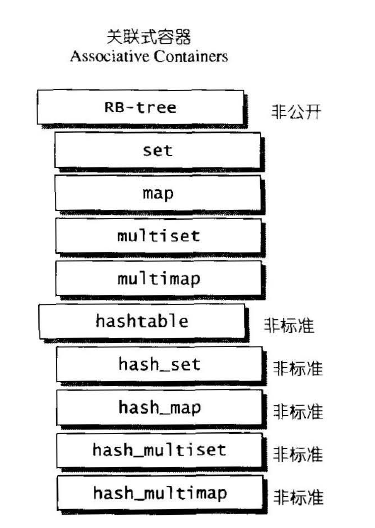 关联式容器
Associative Containers
RB-tree 非公开
set
map
multiset
multimap
hashtable 非标准
hash_set 非标准
hash_map 非标准
hash_multiset 非标准
hash_multimap 非标准